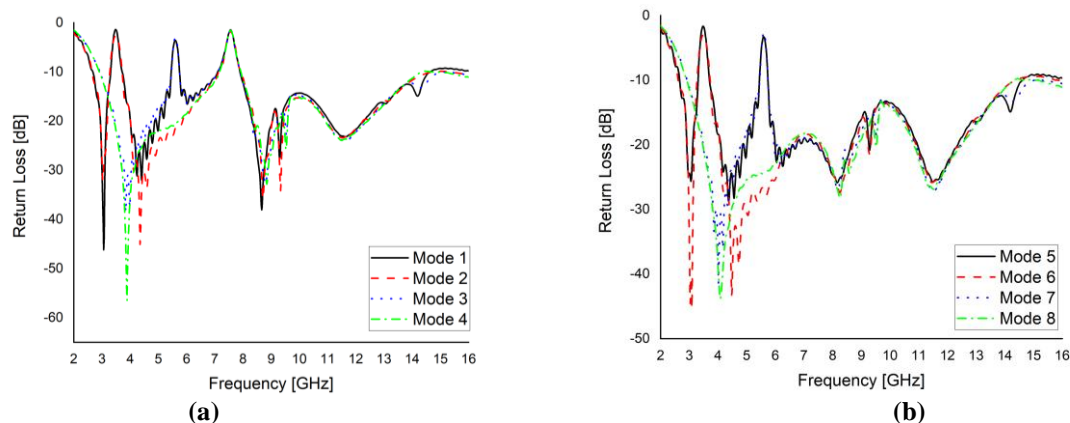 0
-10
-20
-30
-40
-50
-60
Return Loss [dB]
Mode 1
Mode 2
Mode 3
Mode 4
2 3 4 5 6 7 8 9 10 11 12 13 14 15 16
Frequency [GHz]
(a)
0
-10
-20
-30
-40
-50
Return Loss [dB]
Mode 5
Mode 6
Mode 7
Mode 8
2 3 4 5 6 7 8 9 10 11 12 13 14 15 16
Frequency [GHz]
(b)